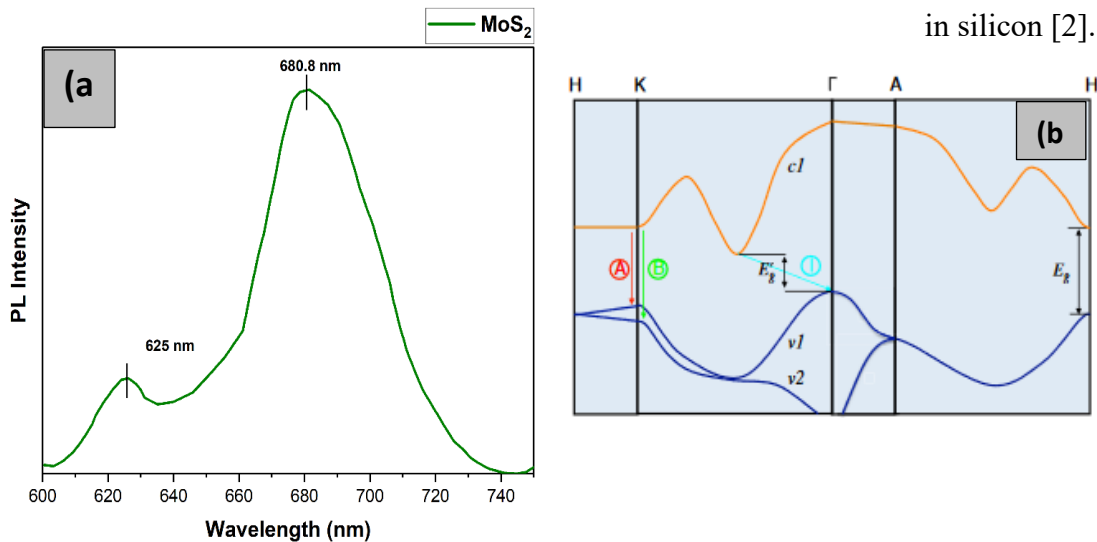 MoS2
in silicon [2].
(a
680.8 nm
625 nm
PL Intensity
600 620 640 660 680 700 720 740
Wavelength (nm)
H K Γ A H
(b
c1
A B E'g 1 Eg
v1
v2